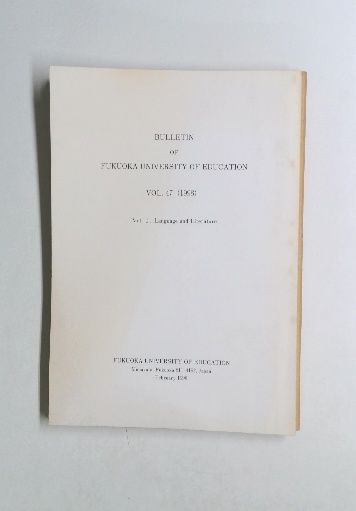 BULLETIN
OF
FUKUOKA UNIVERSITY OF EDUCATION
VOL. 47 (1998)
Language and Literature
FUKUOKA UNIVERSITY OF EDUCATION
Fukuoka Japan
February 1998